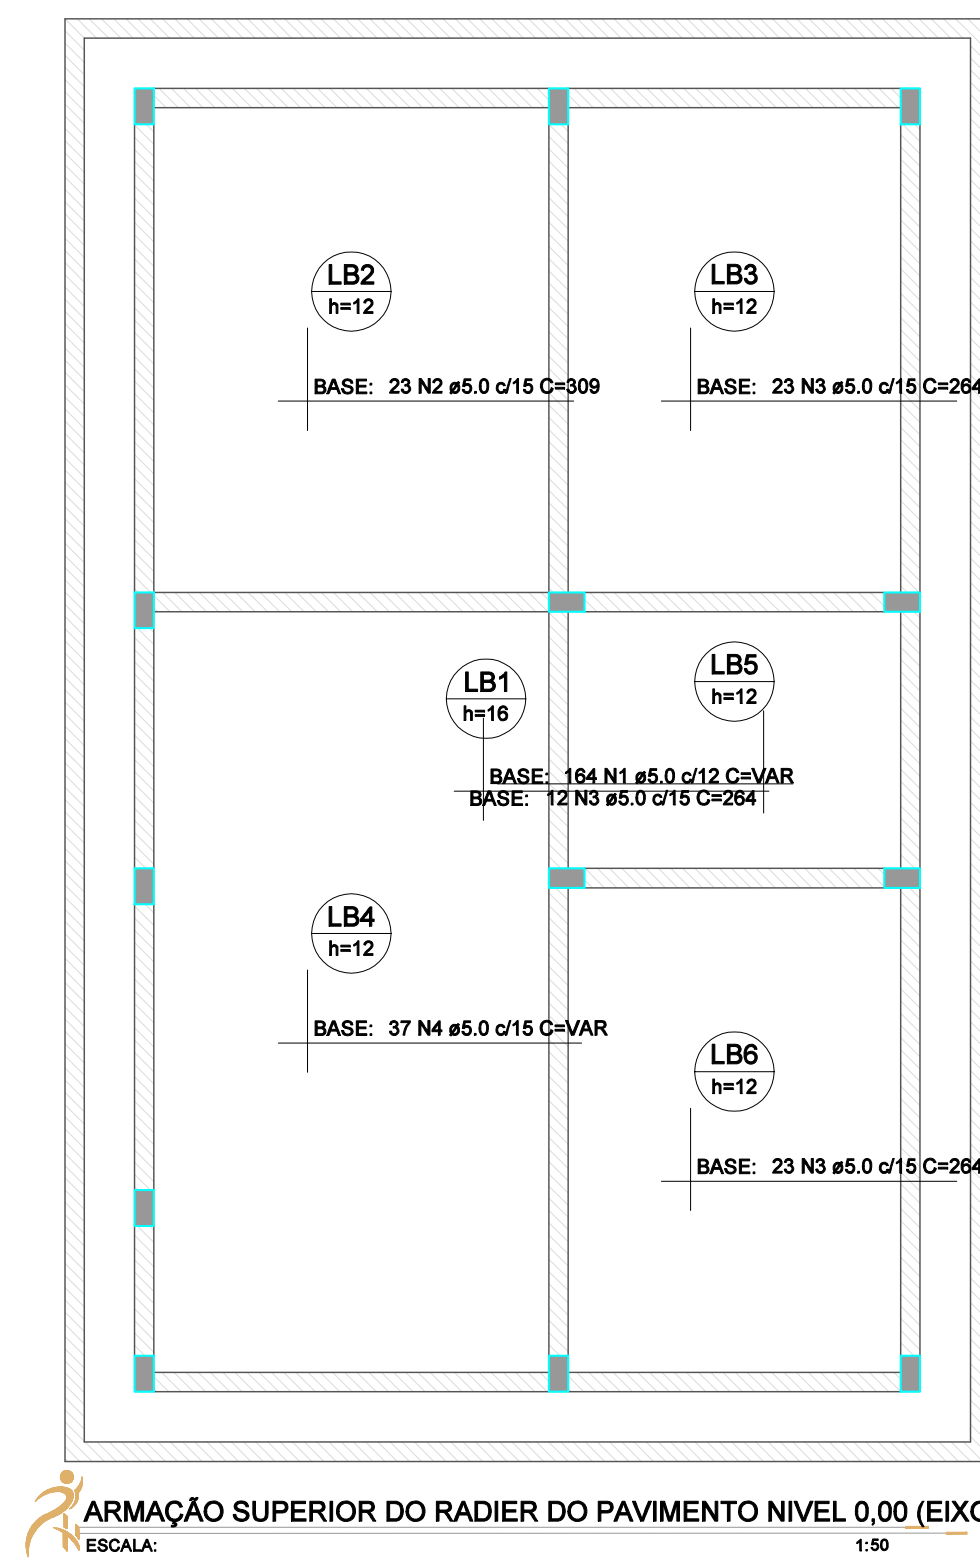 LB2
h=12
BASE: 23 N2 ø5.0 c/15 C=309
LB3
h=12
BASE: 23 N3 ø5.0 c/15 C=264
LB1
h=16
BASE: 164 N1 ø5.0 c/12 C=VAR
LB5
h=12
BASE: 12 N3 ø5.0 c/15 C=264
LB4
h=12
BASE: 37 N4 ø5.0 c/15 C=VAR
LB6
h=12
BASE: 23 N3 ø5.0 c/15 C=264
ARMAÇÃO SUPERIOR DO RADIER DO PAVIMENTO NIVEL 0,00 (EIXO
ESCALA: 1:50